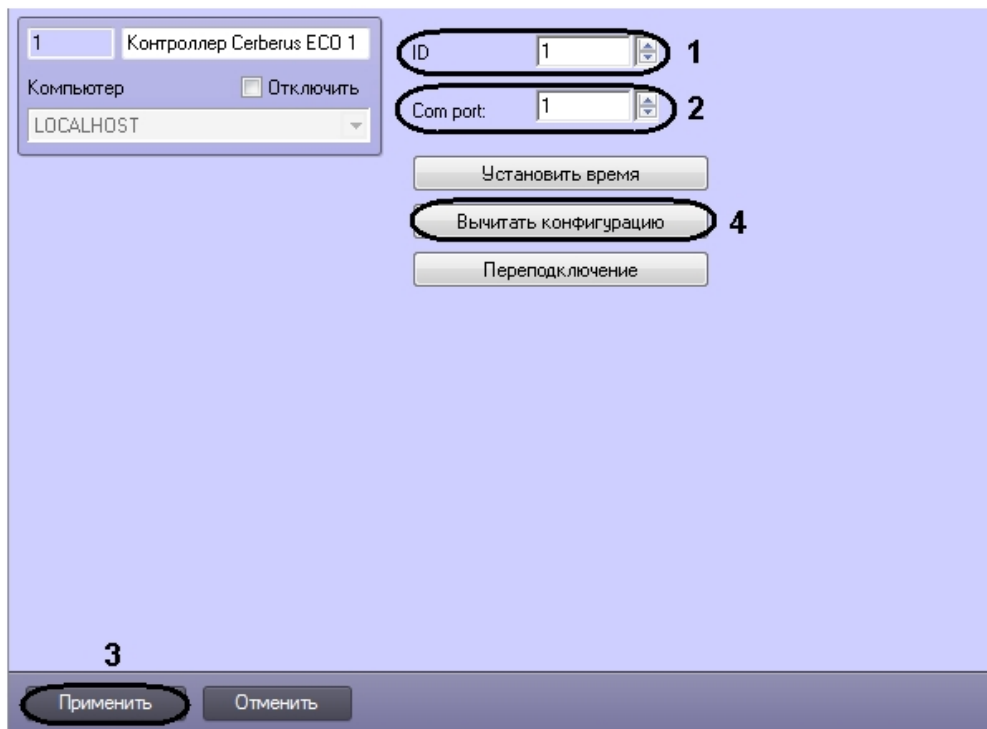 1 Контроллер Cerberus ECO 1
Компьютер Отключить
LOCALHOST
ID 1 1
Com port: 1 2
Установить время
Вычитать конфигурацию 4
Переподключение
3
Применить Отменить